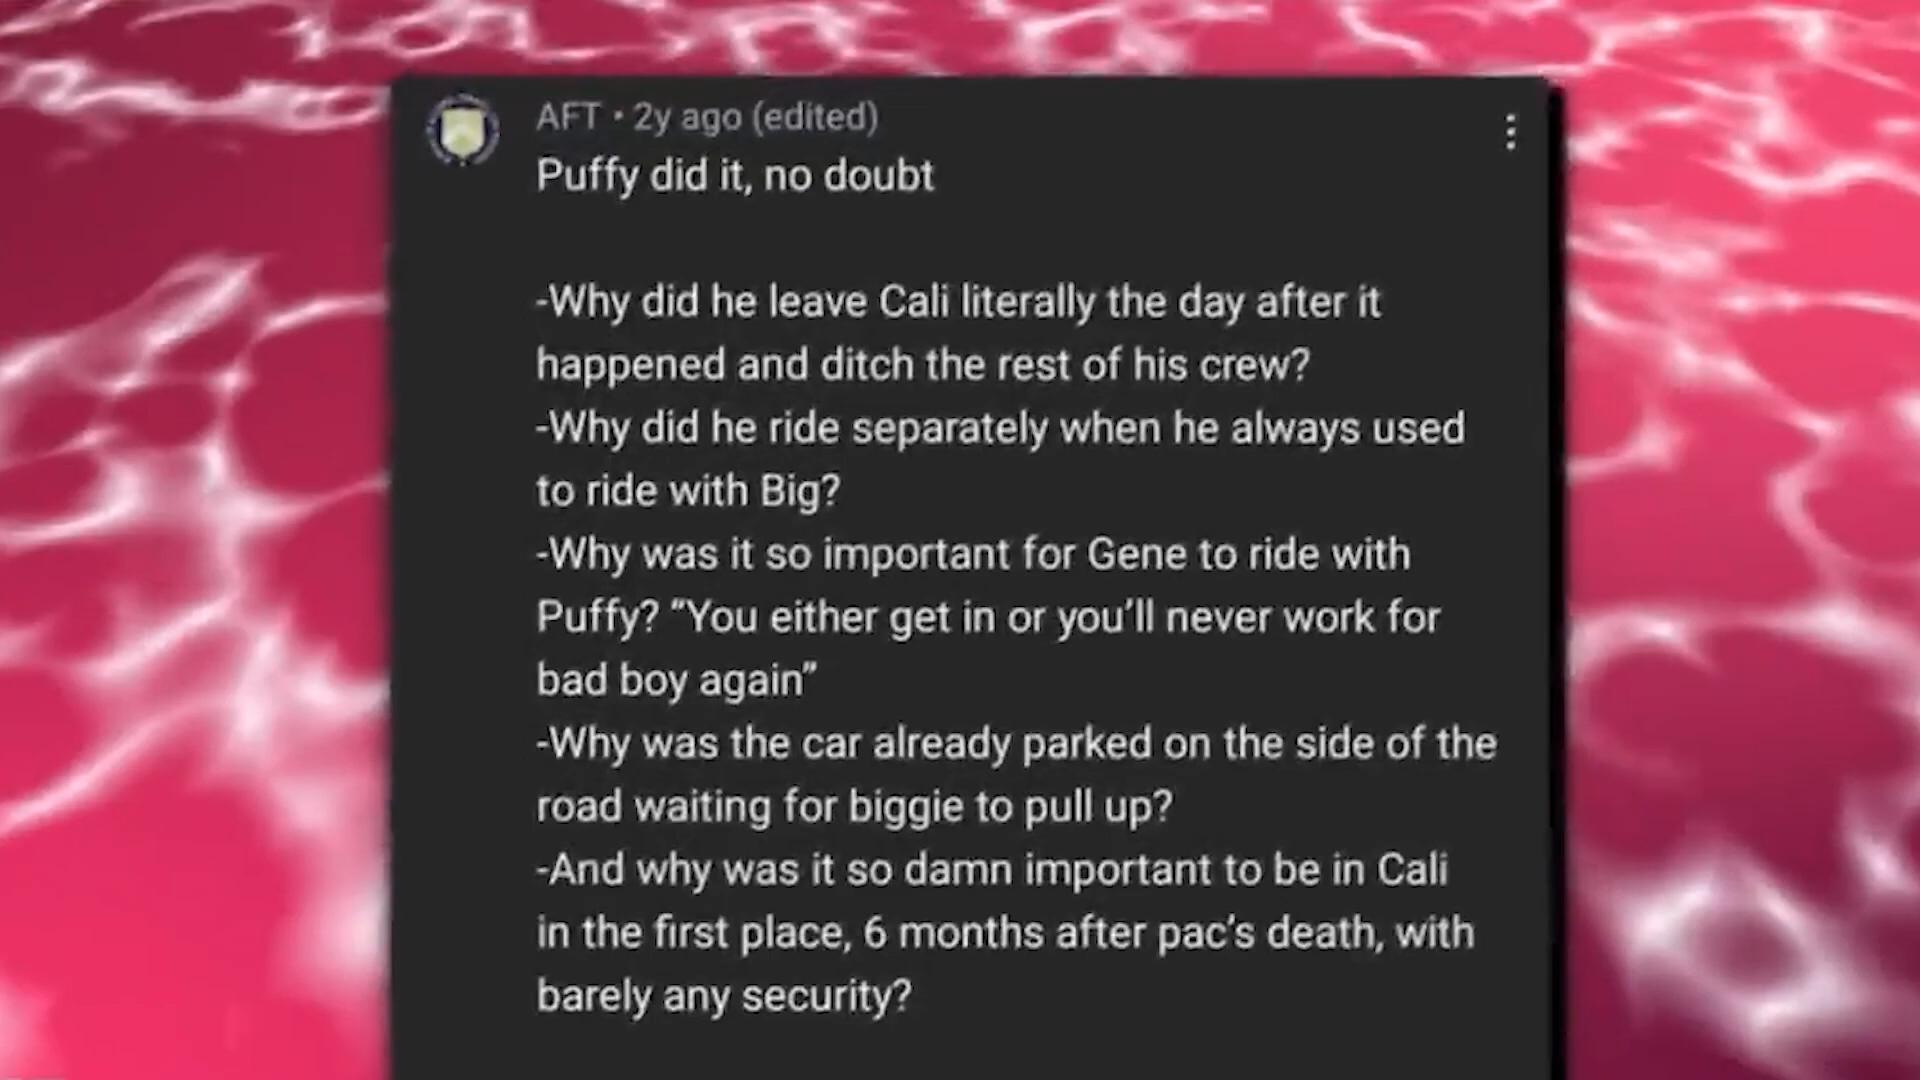 AFT • 2y ago (edited)
Puffy did it, no doubt
-Why did he leave Cali literally the day after it
happened and ditch the rest of his crew?
-Why did he ride separately when he always used
to ride with Big?
-Why was it so important for Gene to ride with
Puffy? “You either get in or you’ll never work for
bad boy again”
-Why was the car already parked on the side of the
road waiting for biggie to pull up?
-And why was it so damn important to be in Cali
in the first place, 6 months after pac’s death, with
barely any security?